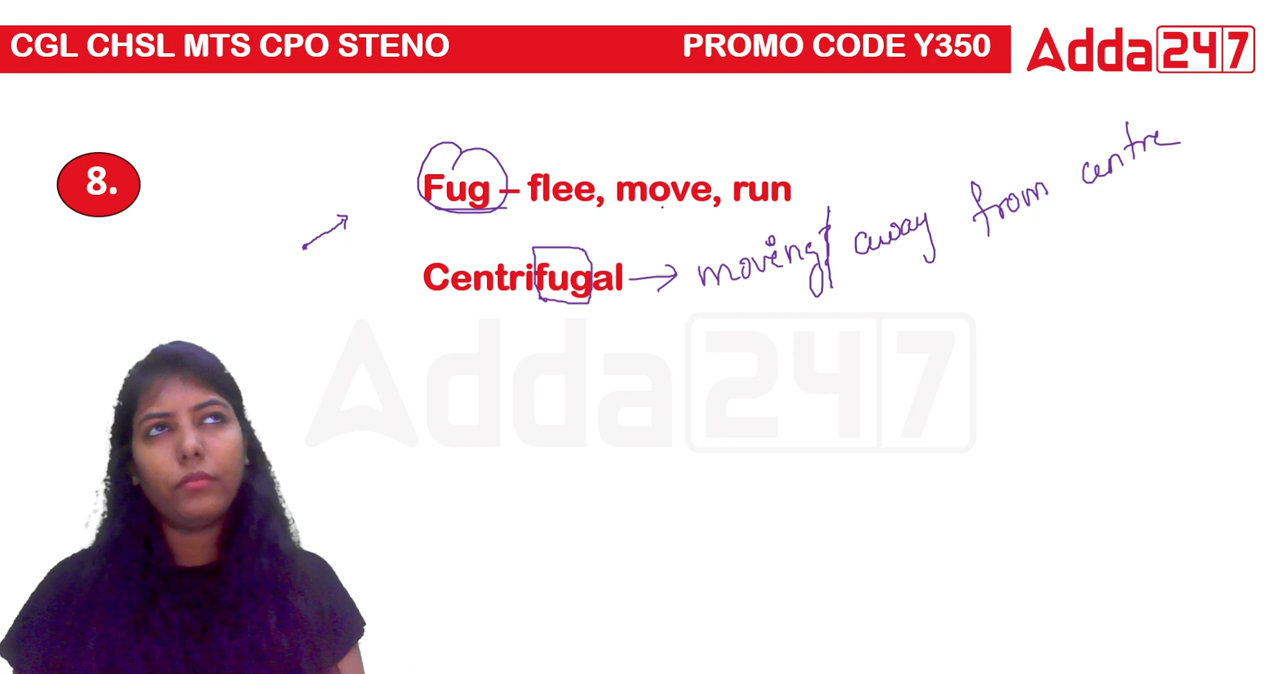 CGL CHSL MTS CPO STENO
PROMO CODE Y350
Adda247
8.
Fug – flee, move, run
Centrifugal → moving away from centre
Adda247